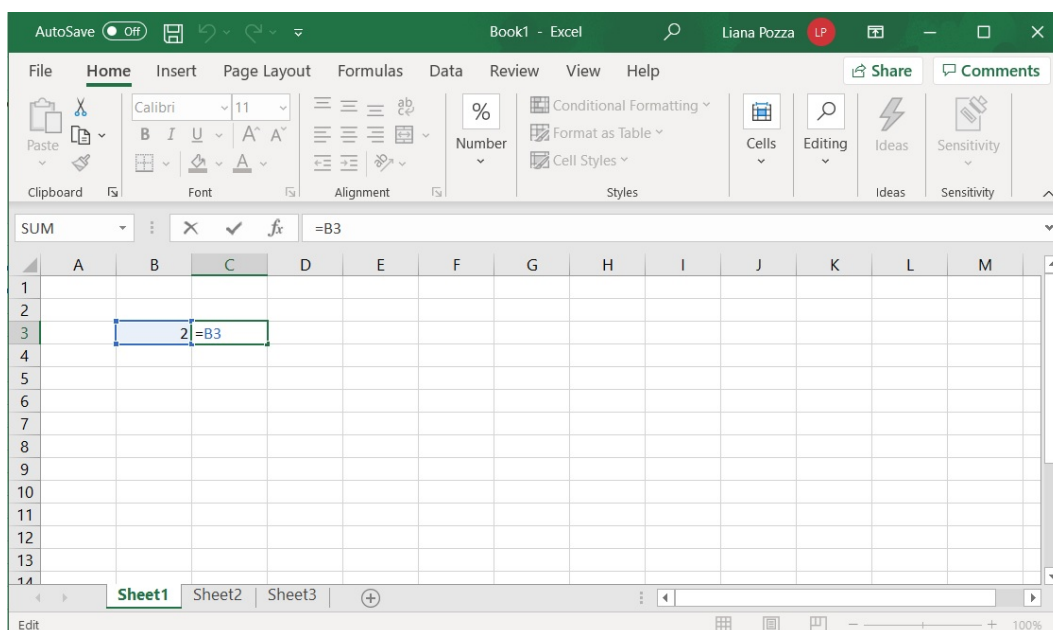 AutoSave Off Book1 - Excel Liana Pozza LP
File Home Insert Page Layout Formulas Data Review View Help Share Comments
Paste
Clipboard
Calibri 11
B I U A A
Font
ab
Alignment
%
Number
Conditional Formatting
Format as Table
Cell Styles
Styles
Cells
Editing
Ideas
Ideas
Sensitivity
Sensitivity
SUM fx =B3
A B C D E F G H I J K L M
1
2
3 2 =B3
4
5
6
7
8
9
10
11
12
13
14
Sheet1 Sheet2 Sheet3
Edit 100%